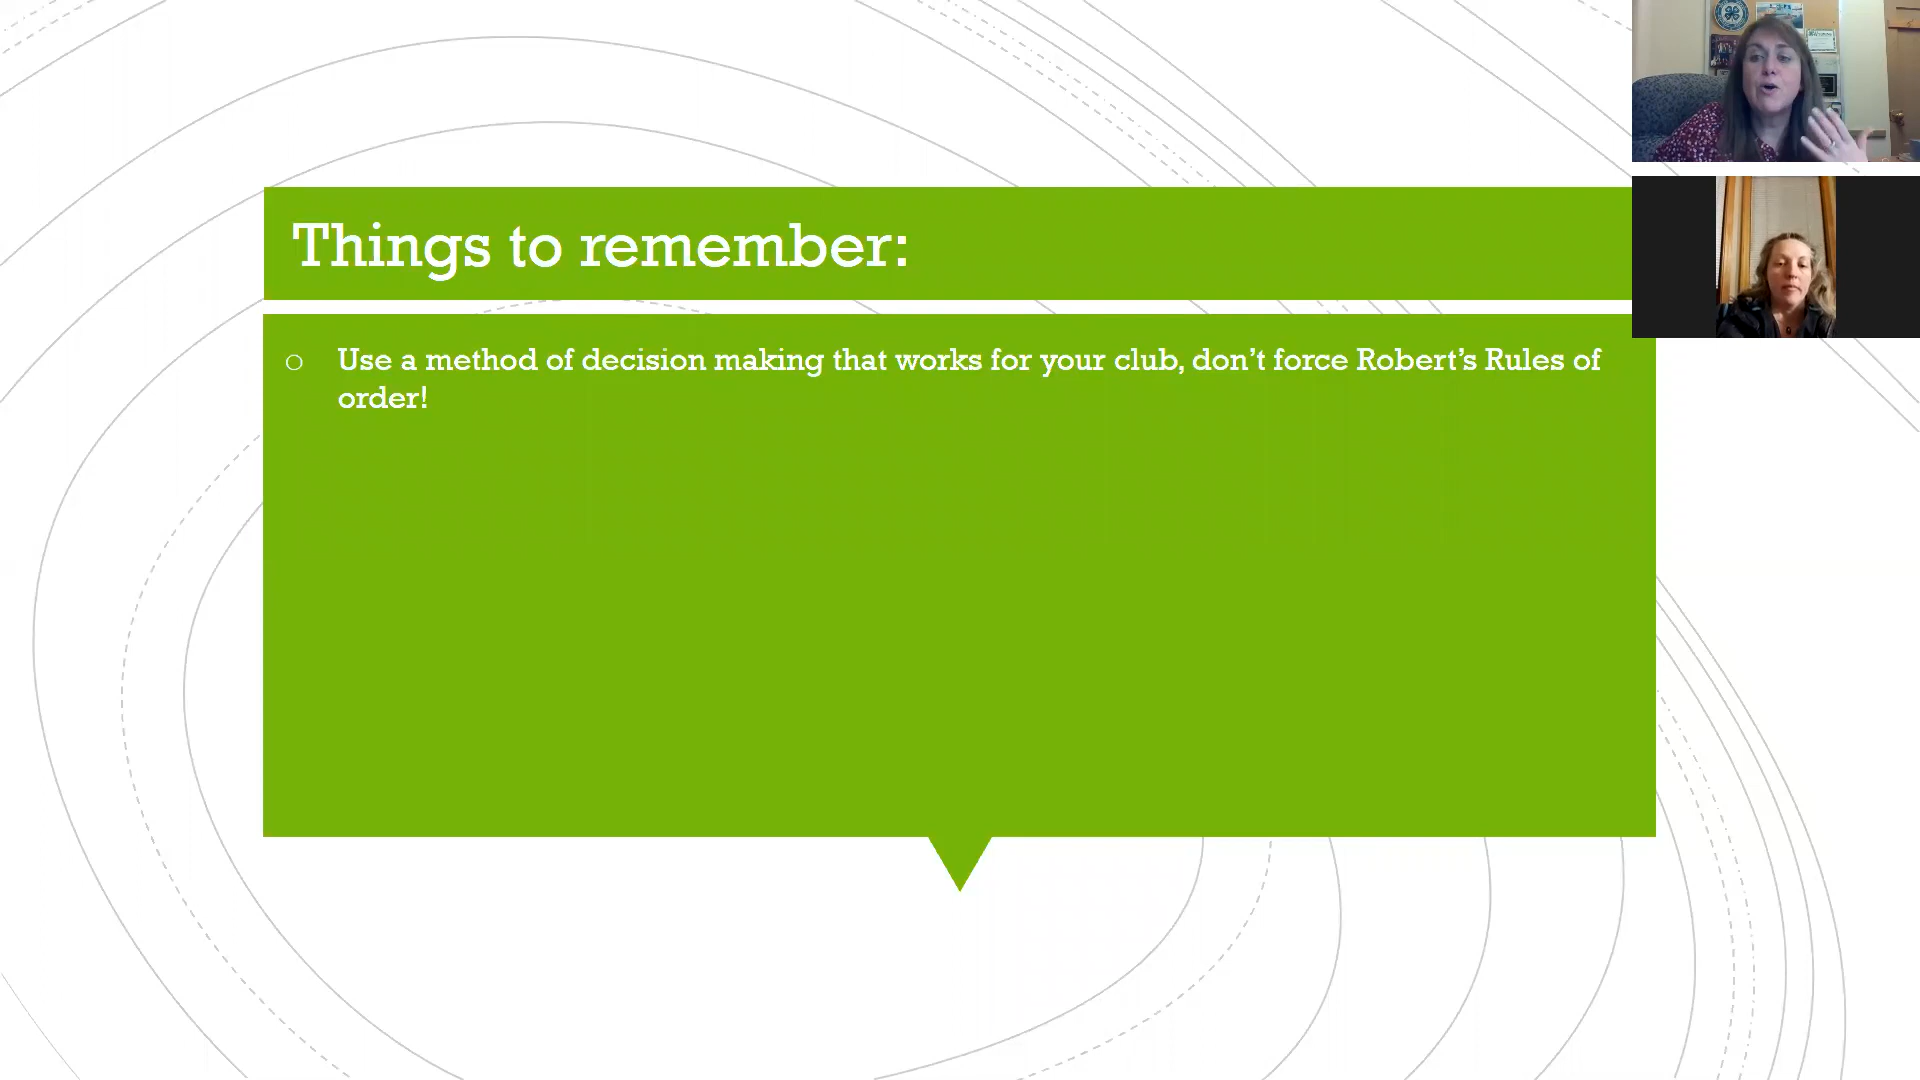 Things to remember:
o Use a method of decision making that works for your club, don’t force Robert’s Rules of
order!